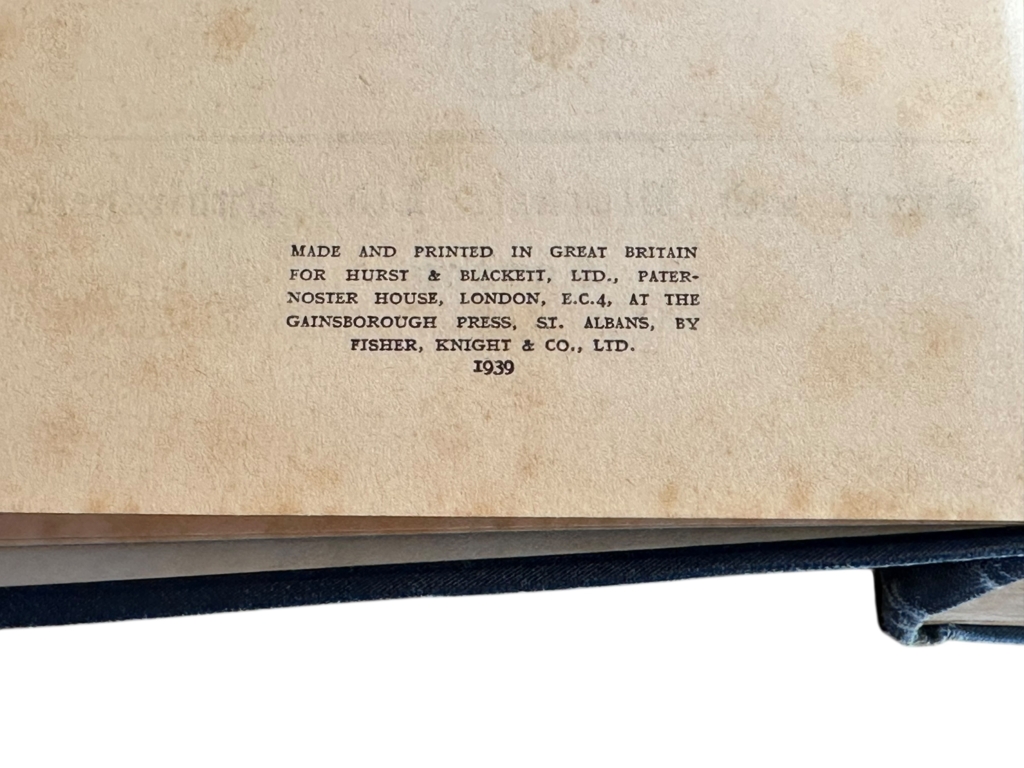 MADE AND PRINTED IN GREAT BRITAIN
FOR HURST & BLACKETT, LTD., PATER-
NOSTER HOUSE, LONDON, E.C.4, AT THE
GAINSBOROUGH PRESS, ST. ALBANS, BY
FISHER, KNIGHT & CO., LTD.
1939